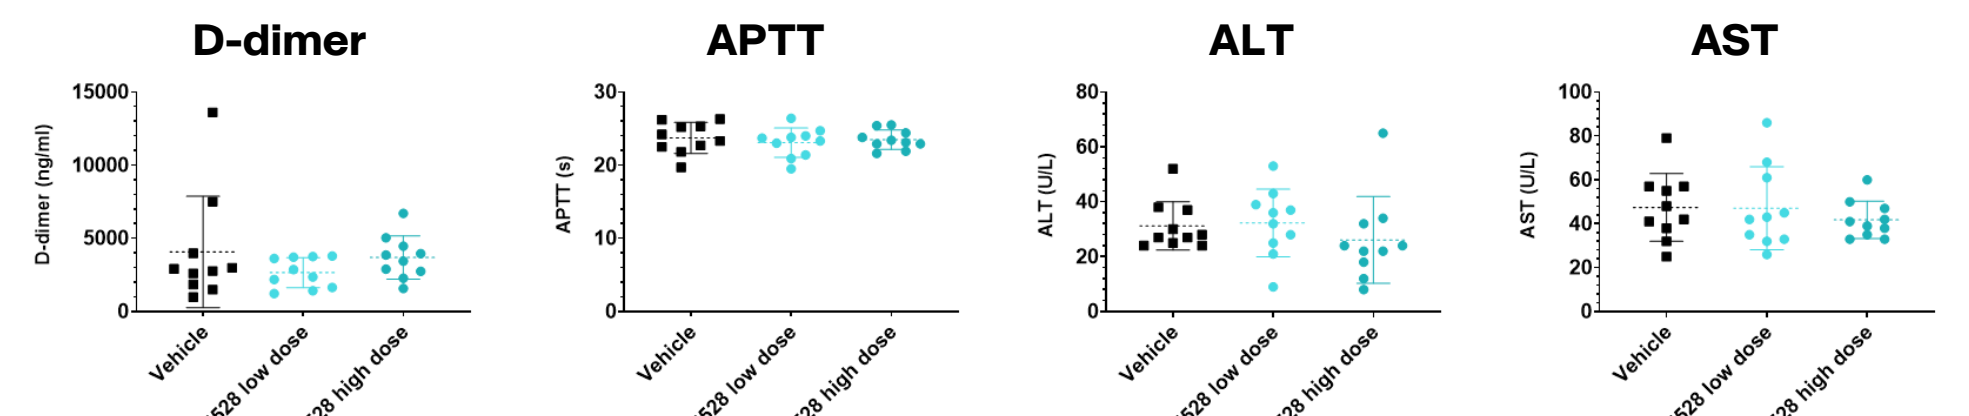 D-dimer
APTT
ALT
AST
D-dimer (ng/ml)
15000
10000
5000
0
Vehicle
528 low dose
28 high dose
APTT (s)
30
20
10
0
Vehicle
528 low dose
28 high dose
ALT (U/L)
80
60
40
20
0
Vehicle
528 low dose
28 high dose
AST (U/L)
100
80
60
40
20
0
Vehicle
528 low dose
28 high dose